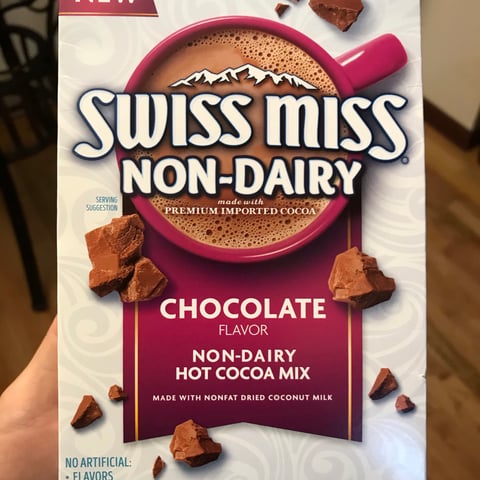 NEW
SWISS MISS®
NON-DAIRY
made with
PREMIUM IMPORTED COCOA
SERVING
SUGGESTION
CHOCOLATE
FLAVOR
NON-DAIRY
HOT COCOA MIX
MADE WITH NONFAT DRIED COCONUT MILK
NO ARTIFICIAL:
• FLAVORS